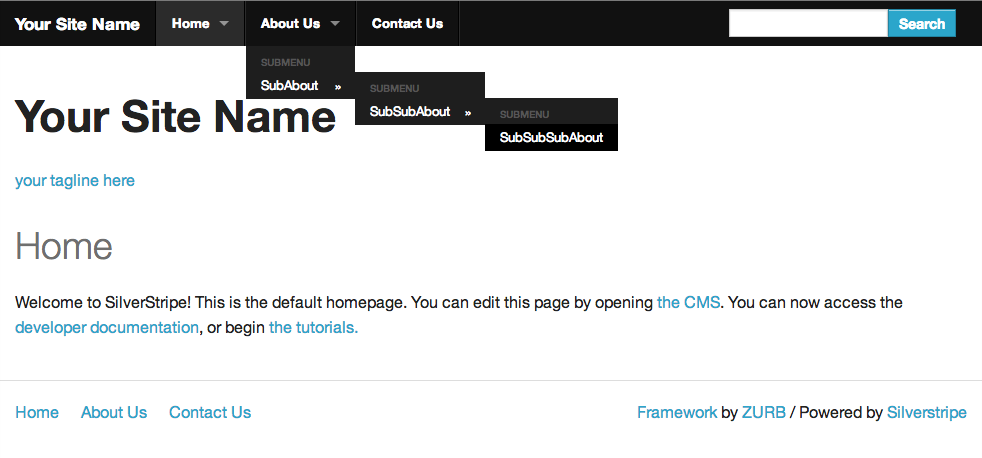 Your Site Name Home About Us Contact Us Search
SUBMENU
SubAbout »
SUBMENU
SubSubAbout »
SUBMENU
SubSubSubAbout
Your Site Name
your tagline here
Home
Welcome to SilverStripe! This is the default homepage. You can edit this page by opening the CMS. You can now access the
developer documentation, or begin the tutorials.
Home About Us Contact Us Framework by ZURB / Powered by Silverstripe